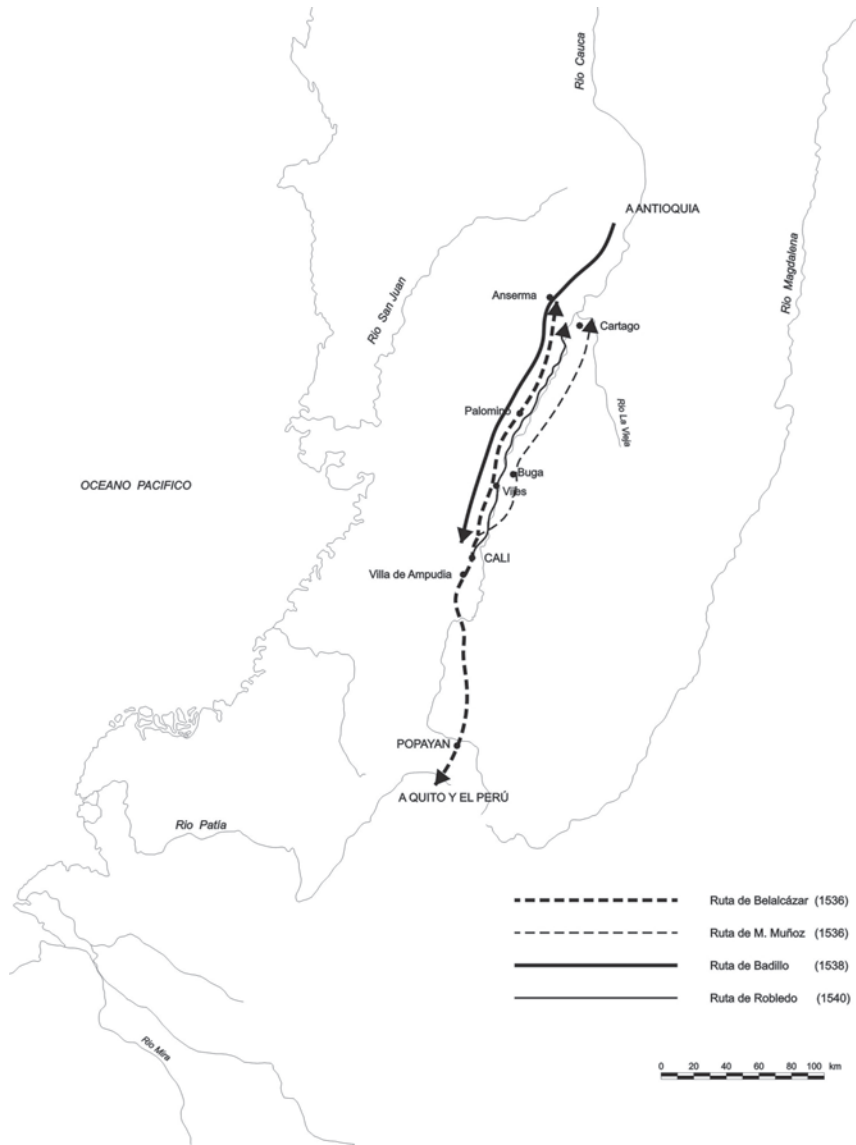 Río Cauca
A ANTIOQUIA
Río Magdalena
Río San Juan
Anserma
Cartago
Palomino
Río La Vieja
Buga
OCEANO PACIFICO
Vijes
CALI
Villa de Ampudia
POPAYAN
A QUITO Y EL PERÚ
Río Patía
Ruta de Belalcázar (1536)
Ruta de M. Muñoz (1536)
Ruta de Badillo (1538)
Ruta de Robledo (1540)
Río Mira
0 20 40 60 80 100 km